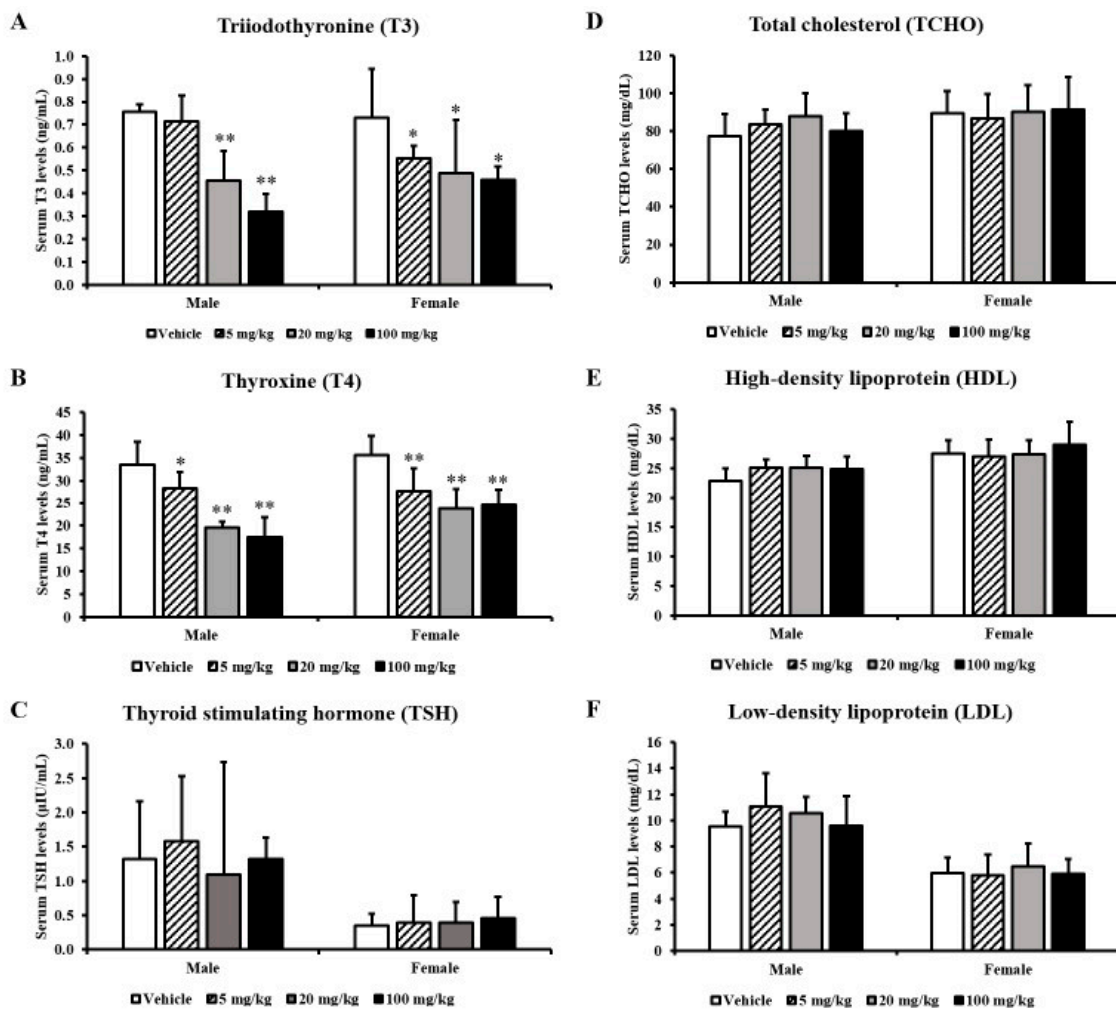 A
Triiodothyronine (T3)
Serum T3 levels (ng/mL)
1.0
0.9
0.8
0.7
0.6
0.5
0.4
0.3
0.2
0.1
0.0
**
**
*
*
*
Male
Female
Vehicle 5 mg/kg 20 mg/kg 100 mg/kg
B
Thyroxine (T4)
Serum T4 levels (ng/mL)
45
40
35
30
25
20
15
10
5
0
*
**
**
**
**
**
Male
Female
Vehicle 5 mg/kg 20 mg/kg 100 mg/kg
C
Thyroid stimulating hormone (TSH)
Serum TSH levels (µIU/mL)
3.0
2.5
2.0
1.5
1.0
0.5
0.0
Male
Female
Vehicle 5 mg/kg 20 mg/kg 100 mg/kg
D
Total cholesterol (TCHO)
Serum TCHO levels (mg/dL)
120
100
80
60
40
20
0
Male
Female
Vehicle 5 mg/kg 20 mg/kg 100 mg/kg
E
High-density lipoprotein (HDL)
Serum HDL levels (mg/dL)
35
30
25
20
15
10
5
0
Male
Female
Vehicle 5 mg/kg 20 mg/kg 100 mg/kg
F
Low-density lipoprotein (LDL)
Serum LDL levels (mg/dL)
16
14
12
10
8
6
4
2
0
Male
Female
Vehicle 5 mg/kg 20 mg/kg 100 mg/kg